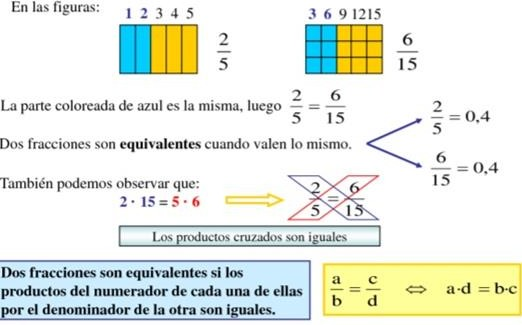 En las figuras:
1 2 3 4 5
2/5
3 6 9 1215
6/15
La parte coloreada de azul es la misma, luego 2/5 = 6/15
2/5 = 0,4
Dos fracciones son equivalentes cuando valen lo mismo.
6/15 = 0,4
También podemos observar que:
2 · 15 = 5 · 6
2/5 = 6/15
Los productos cruzados son iguales
Dos fracciones son equivalentes si los
productos del numerador de cada una de ellas
por el denominador de la otra son iguales.
a/b = c/d ⇔ a·d = b·c